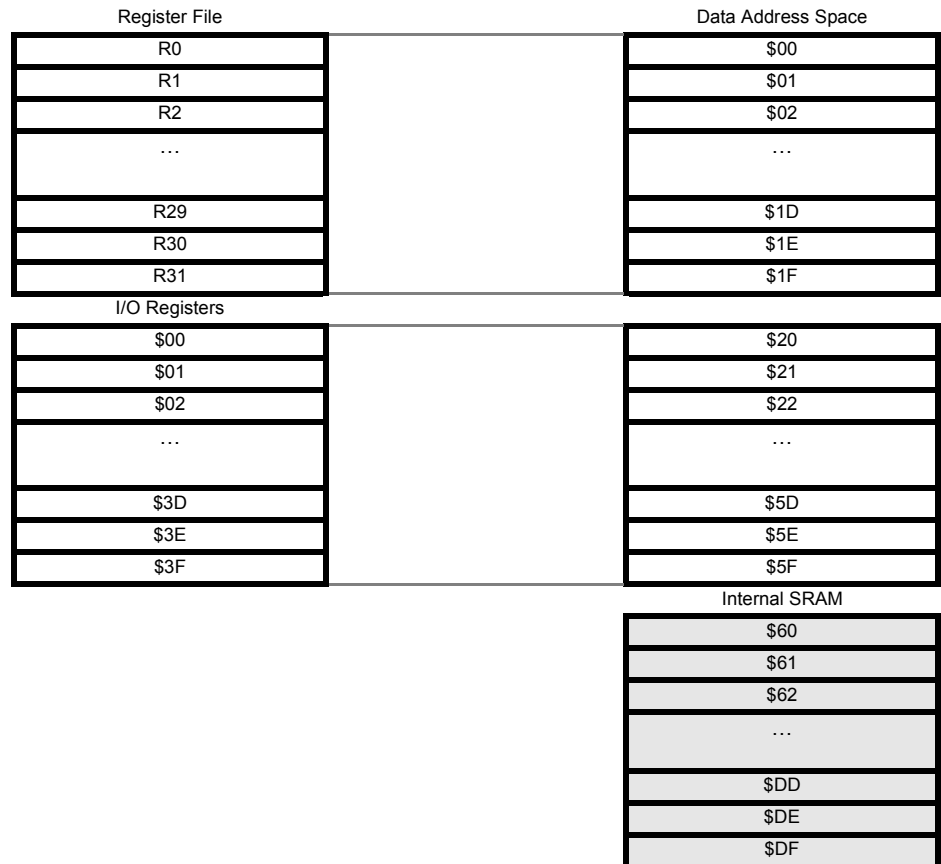 Register File
Data Address Space
R0
$00
R1
$01
R2
$02
...
...
R29
$1D
R30
$1E
R31
$1F
I/O Registers
$00
$20
$01
$21
$02
$22
...
...
$3D
$5D
$3E
$5E
$3F
$5F
Internal SRAM
$60
$61
$62
...
$DD
$DE
$DF